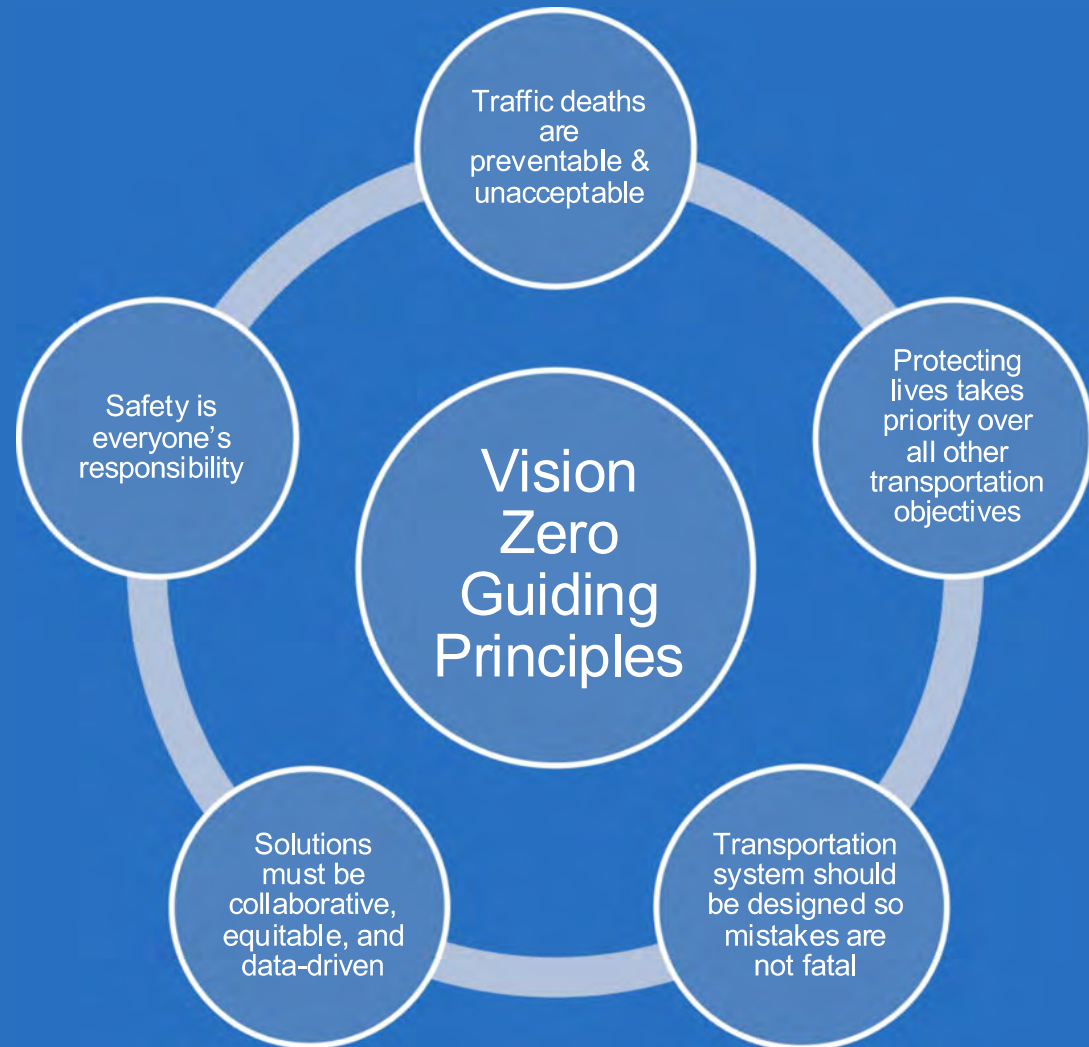 Traffic deaths
are
preventable &
unacceptable
Protecting
lives takes
priority over
all other
transportation
objectives
Transportation
system should
be designed so
mistakes are
not fatal
Solutions
must be
collaborative,
equitable, and
data-driven
Safety is
everyone’s
responsibility
Vision
Zero
Guiding
Principles